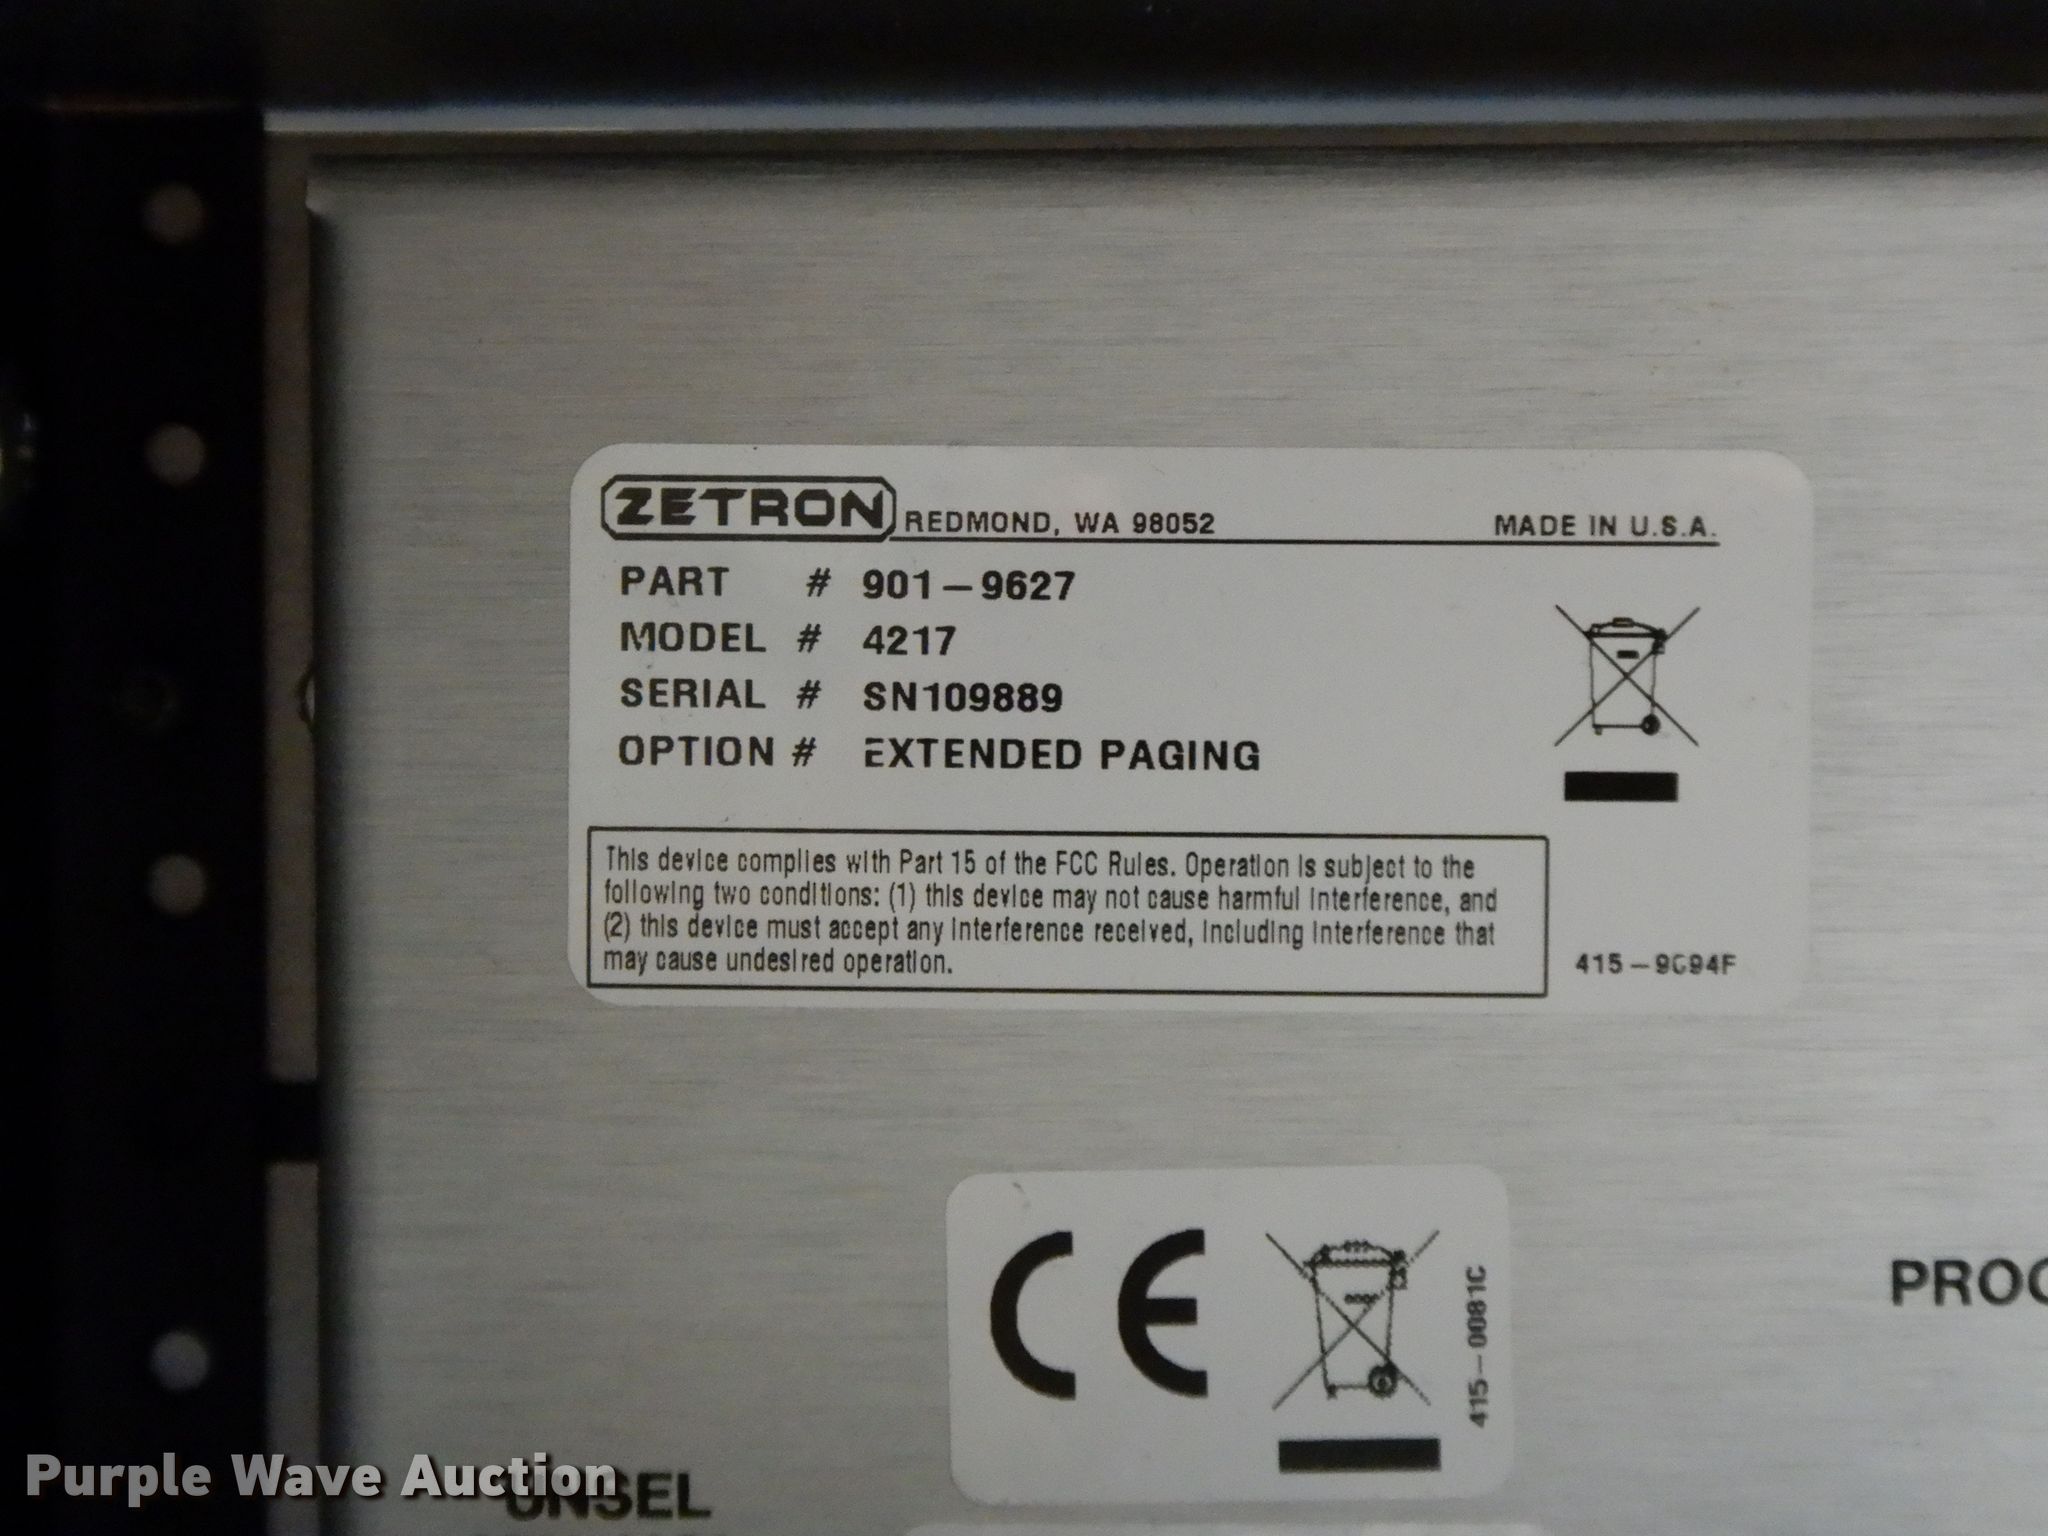 ZETRON REDMOND, WA 98052 MADE IN U.S.A.
PART # 901-9627
MODEL # 4217
SERIAL # SN109889
OPTION # EXTENDED PAGING
This device complies with Part 15 of the FCC Rules. Operation is subject to the
following two conditions: (1) this device may not cause harmful interference, and
(2) this device must accept any interference received, including interference that
may cause undesired operation.
415-9094F
CE
415-0081C
UNSEL
Purple Wave Auction